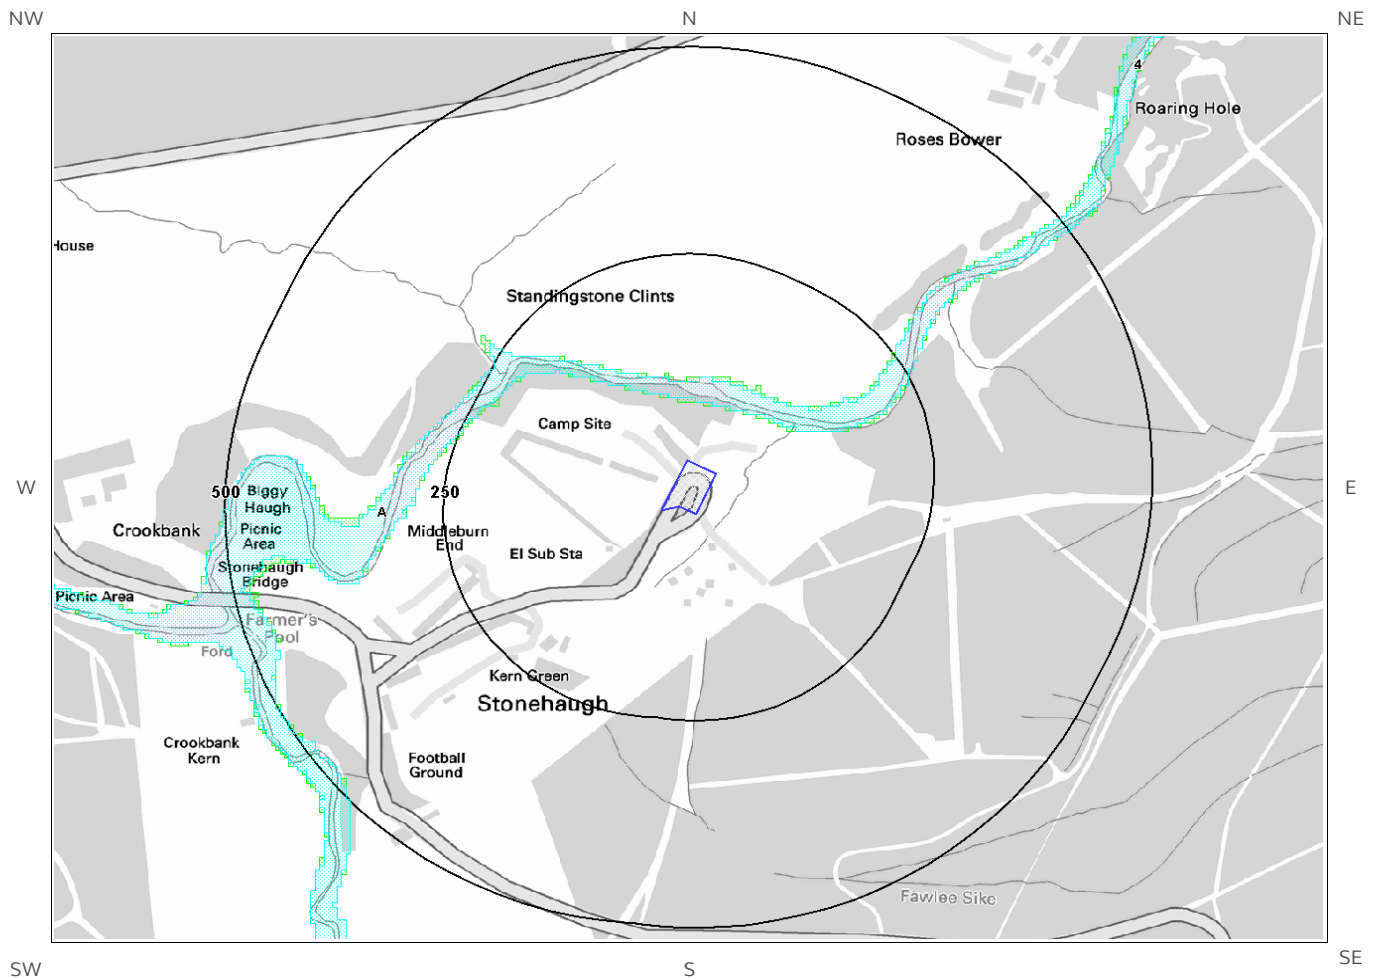 NW
N
NE
4
Roaring Hole
Roses Bower
House
Standingstone Clints
Camp Site
W
500
Biggy
Haugh
250
E
A
Picnic
Area
Crookbank
Middleburn
End
El Sub Sta
Stonehaugh
Bridge
Picnic Area
Farmer's
Pool
Ford
Kern Green
Stonehaugh
Crookbank
Kern
Football
Ground
Fawlee Sike
SW
S
SE